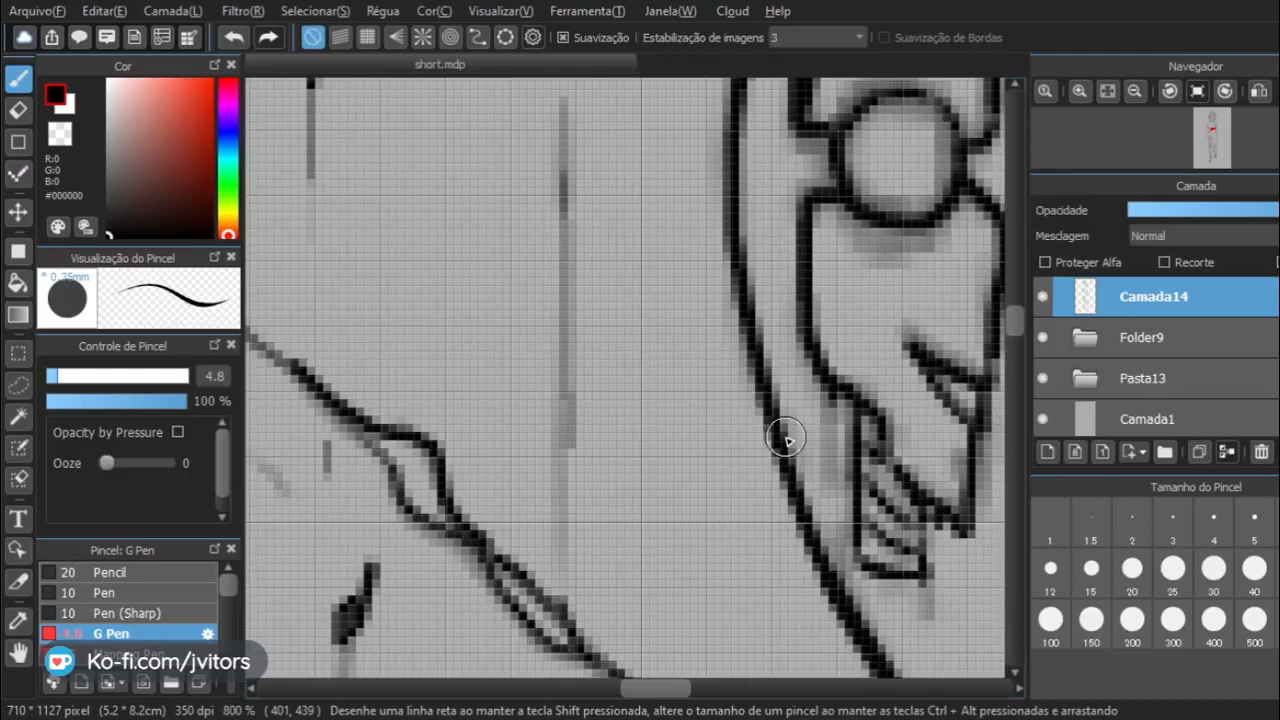 Arquivo(F) Editar(E) Camada(L) Filtro(R) Selecionar(S) Régua Cor(C) Visualizar(V) Ferramenta(T) Janela(W) Cloud Help
Suavização Estabilização de imagens 3 Suavização de Bordas
Cor
short.mdp
Navegador
R:0
G:0
B:0
#000000
Camada
Opacidade
Mesclagem Normal
Proteger Alfa Recorte
Visualização do Pincel
* 0.35mm
Camada14
Folder9
Pasta13
Camada1
Controle de Pincel
4.8
100 %
Opacity by Pressure
Ooze 0
Tamanho do Pincel
1 1.5 2 3 4 5
12 15 20 25 30 40
100 150 200 300 400 500
Pincel: G Pen
20 Pencil
10 Pen
10 Pen (Sharp)
4.8 G Pen
Ko-fi.com/jvitors
710 * 1127 pixel (5.2 * 8.2cm) 350 dpi 800 % ( 401, 439 ) Desenhe uma linha reta ao manter a tecla Shift pressionada, altere o tamanho de um pincel ao manter as teclas Ctrl + Alt pressionadas e arrastando